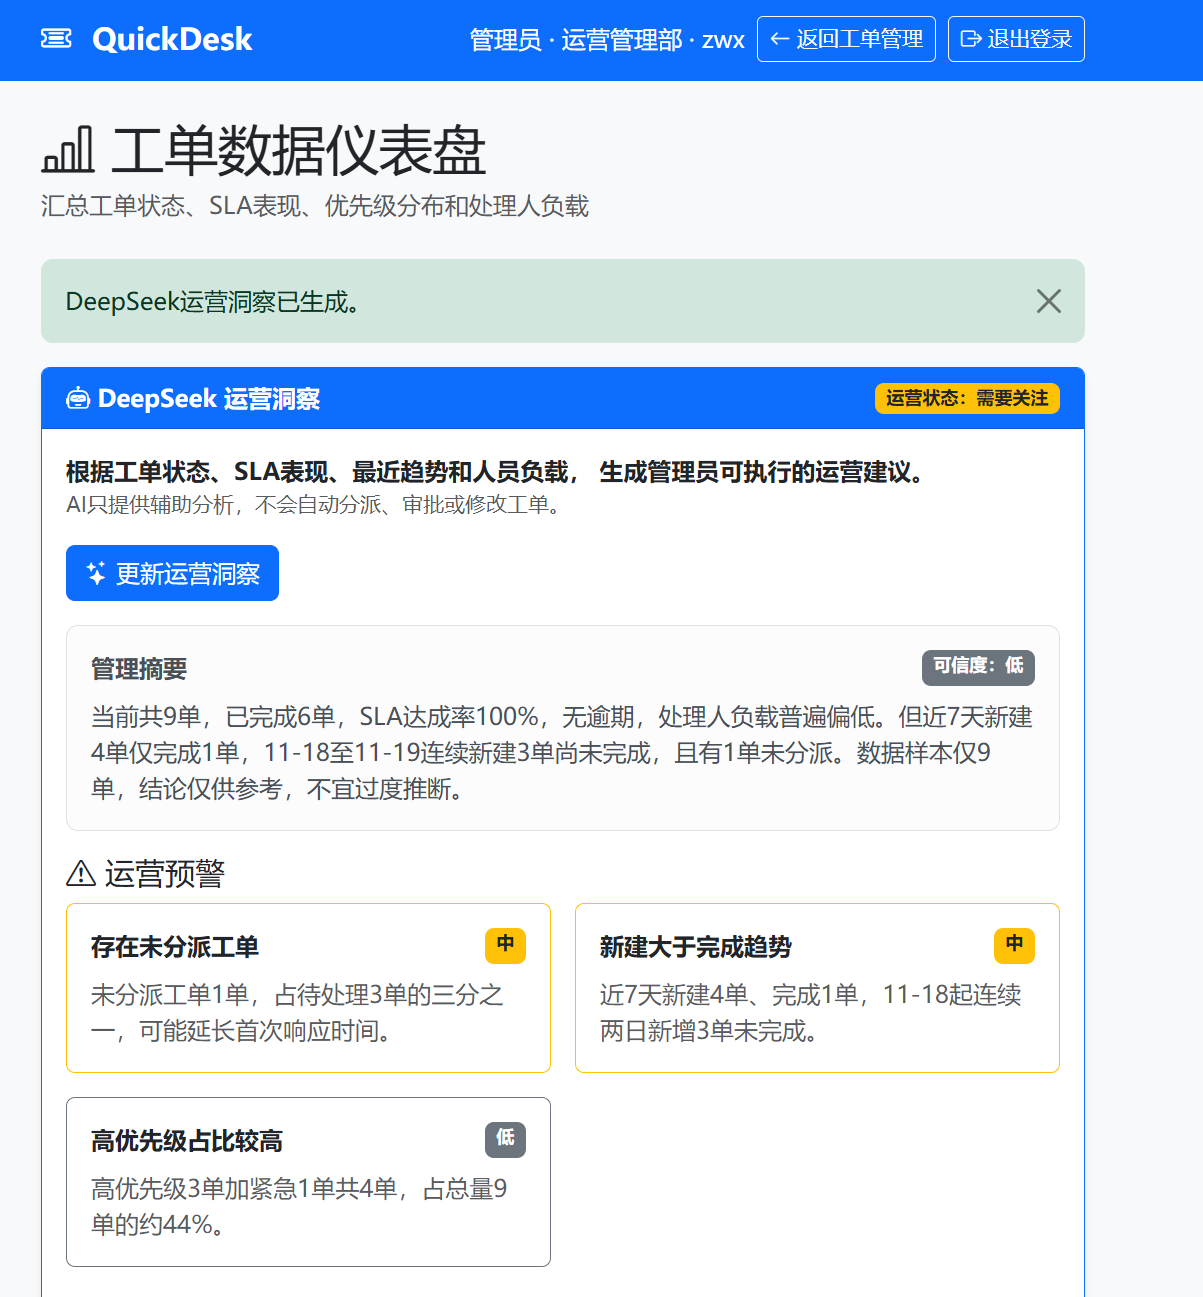 QuickDesk
管理员 · 运营管理部 · zwx
← 返回工单管理
退出登录
工单数据仪表盘
汇总工单状态、SLA表现、优先级分布和处理人负载
DeepSeek运营洞察已生成。
DeepSeek 运营洞察
运营状态：需要关注
根据工单状态、SLA表现、最近趋势和人员负载， 生成管理员可执行的运营建议。
AI只提供辅助分析，不会自动分派、审批或修改工单。
更新运营洞察
管理摘要
可信度：低
当前共9单，已完成6单，SLA达成率100%，无逾期，处理人负载普遍偏低。但近7天新建
4单仅完成1单，11-18至11-19连续新建3单尚未完成，且有1单未分派。数据样本仅9
单，结论仅供参考，不宜过度推断。
运营预警
存在未分派工单
中
未分派工单1单，占待处理3单的三分之
一，可能延长首次响应时间。
新建大于完成趋势
中
近7天新建4单、完成1单，11-18起连续
两日新增3单未完成。
高优先级占比较高
低
高优先级3单加紧急1单共4单，占总量9
单的约44%。